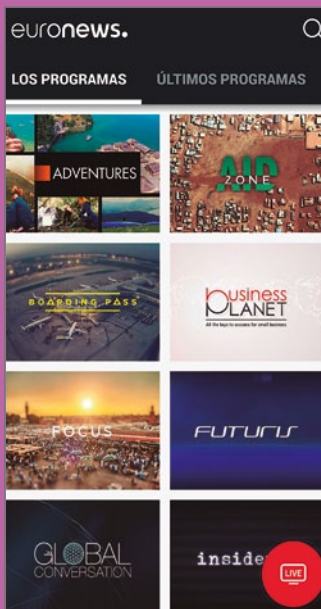 euronews.
LOS PROGRAMAS ÚLTIMOS PROGRAMAS
ADVENTURES
AID
ZONE
BOARDING PASS
business
PLANET
All the keys to success for small business
FOCUS
FUTURIS
GLOBAL
CONVERSATION
inside
LIVE